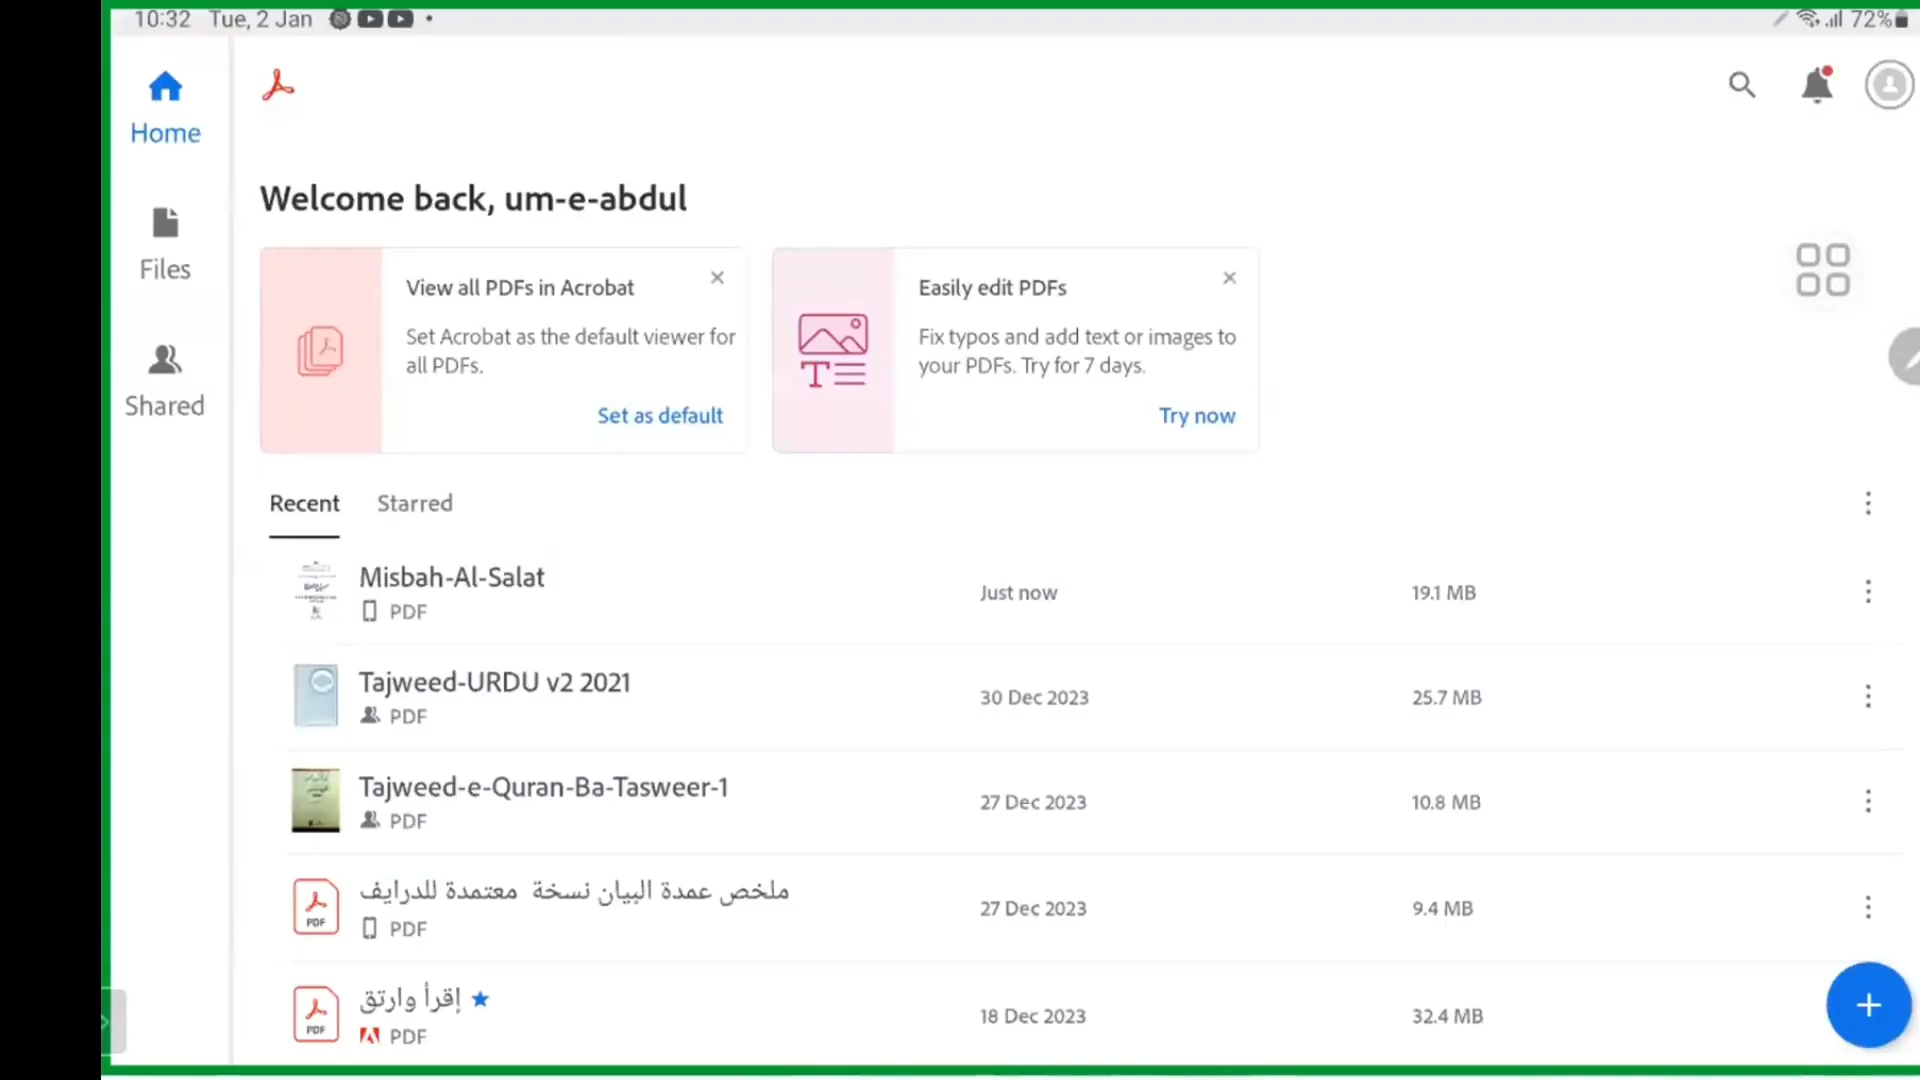 10:32 Tue, 2 Jan
72%
Home
Files
Shared
Welcome back, um-e-abdul
View all PDFs in Acrobat
Set Acrobat as the default viewer for
all PDFs.
Set as default
Easily edit PDFs
Fix typos and add text or images to
your PDFs. Try for 7 days.
Try now
Recent Starred
Misbah-Al-Salat
PDF
Just now
19.1 MB
Tajweed-URDU v2 2021
PDF
30 Dec 2023
25.7 MB
Tajweed-e-Quran-Ba-Tasweer-1
PDF
27 Dec 2023
10.8 MB
PDF
ملخص عمدة البيان نسخة معتمدة للدرايف
PDF
27 Dec 2023
9.4 MB
PDF
إقرأ وارتق
PDF
18 Dec 2023
32.4 MB